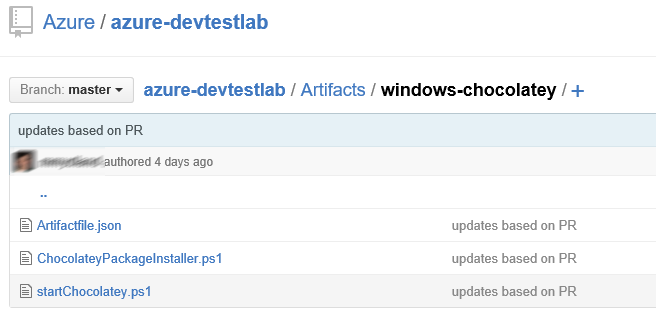 Azure / azure-devtestlab
Branch: master azure-devtestlab / Artifacts / windows-chocolatey / +
updates based on PR
authored 4 days ago
..
Artifactfile.json updates based on PR
ChocolateyPackageInstaller.ps1 updates based on PR
startChocolatey.ps1 updates based on PR